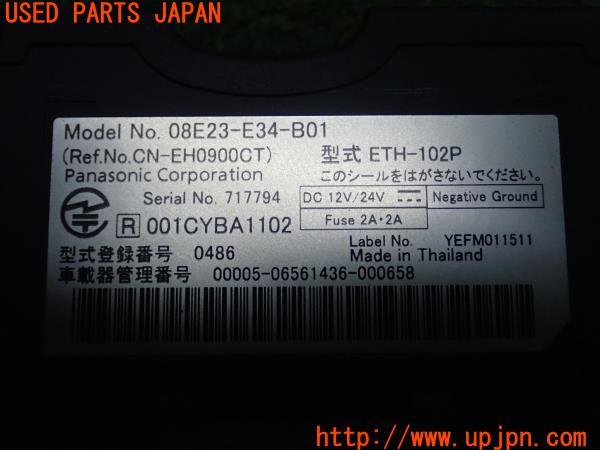 USED PARTS JAPAN
Model No. 08E23-E34-B01
(Ref.No.CN-EH0900CT) 型式 ETH-102P
Panasonic Corporation このシールをはがさないでください。
Serial No. 717794 DC 12V/24V Negative Ground
Fuse 2A・2A
R 001CYBA1102
Label No. YEFM011511
型式登録番号 0486 Made in Thailand
車載器管理番号 00005-06561436-000658
USED PARTS JAPAN
http://www.upjpn.com